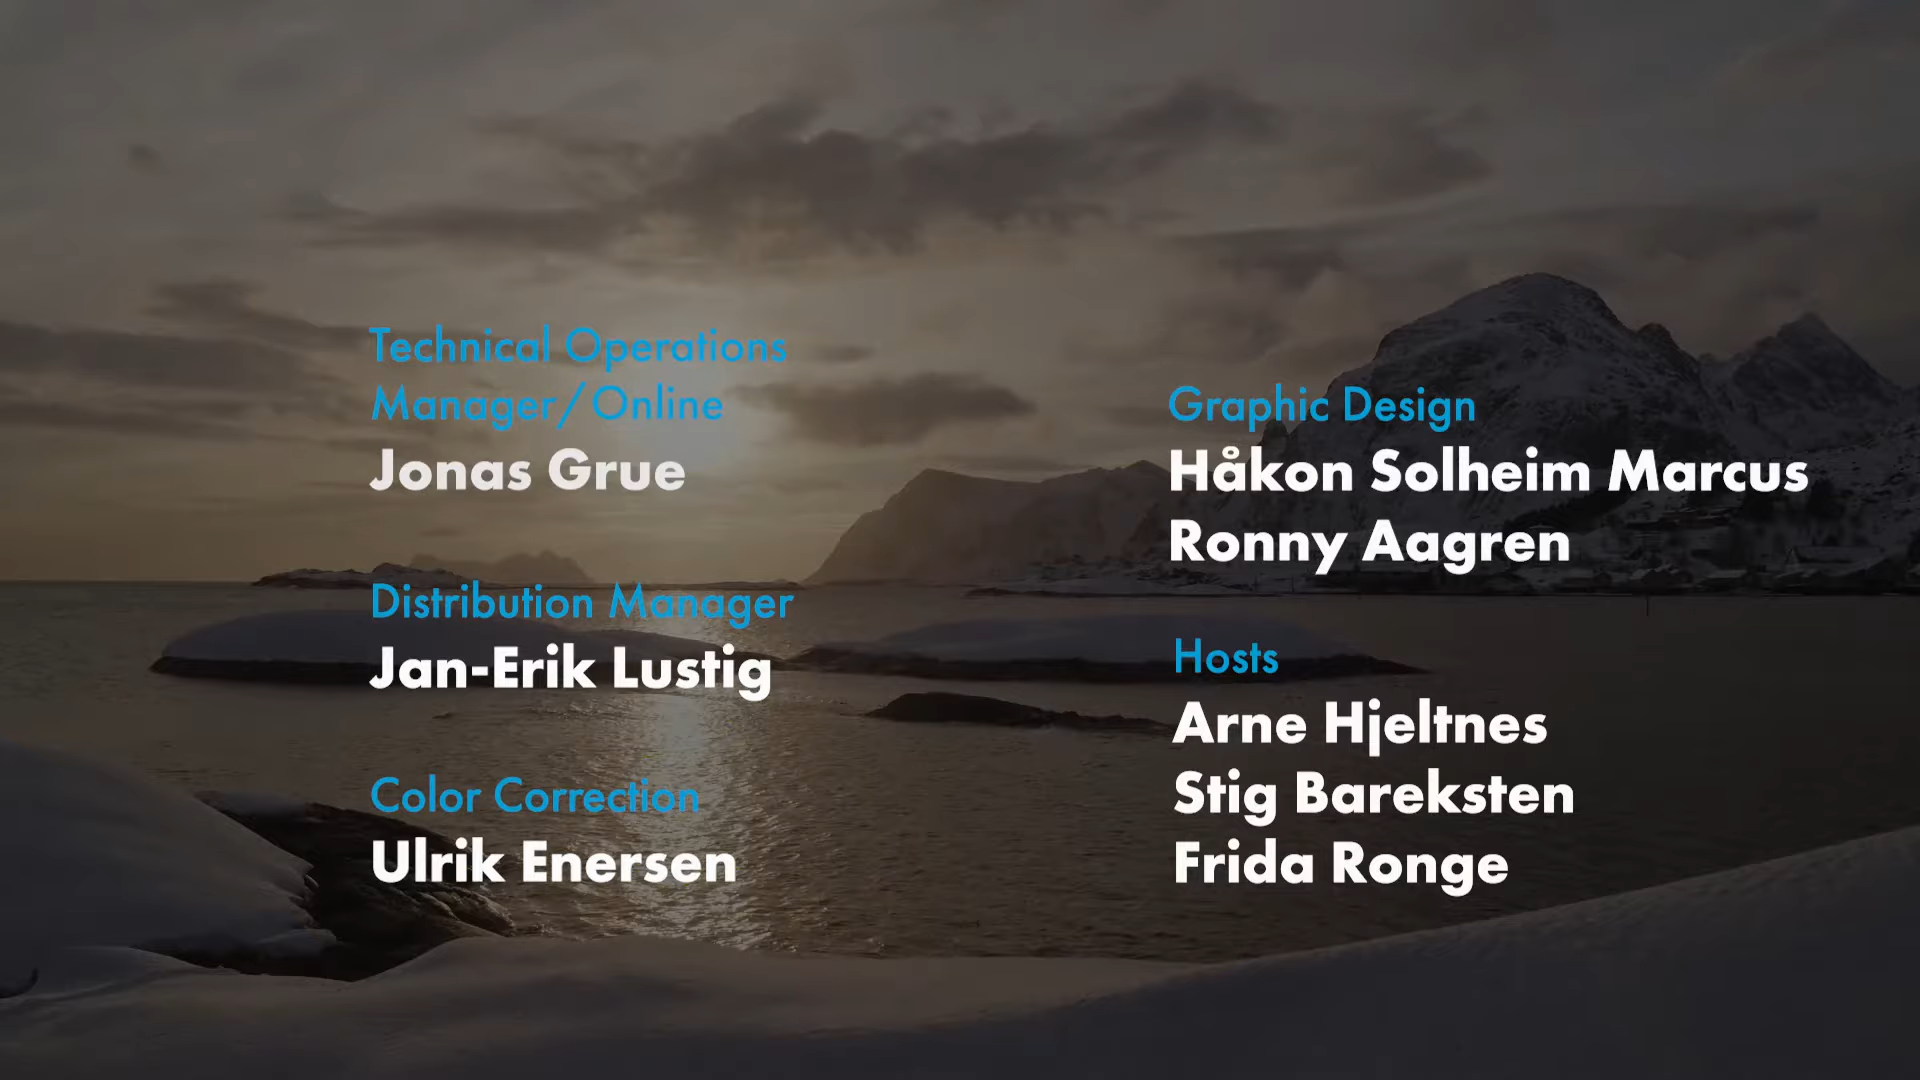 Technical Operations
Manager/Online
Jonas Grue
Distribution Manager
Jan-Erik Lustig
Color Correction
Ulrik Enersen
Graphic Design
Håkon Solheim Marcus
Ronny Aagren
Hosts
Arne Hjeltnes
Stig Bareksten
Frida Ronge